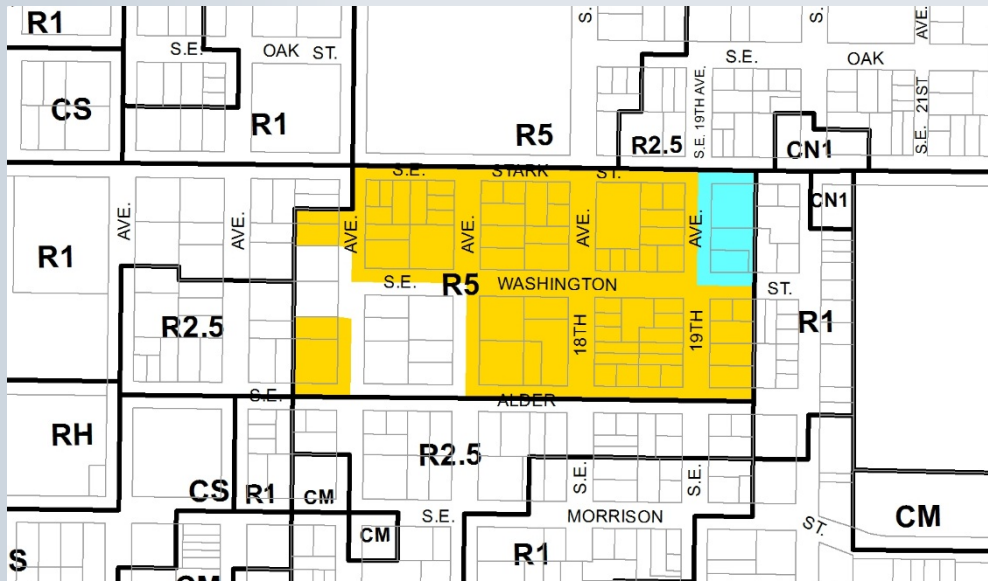 R1
S.
S.
AVE.
S.E. OAK ST.
S.E. OAK
CS
R1
R5
R2.5
S.E. 19TH AVE.
CN1
S.E. 21ST
S.E. STARK ST.
R1
AVE.
AVE.
AVE.
AVE.
AVE.
AVE.
CN1
S.E. WASHINGTON ST.
R5
R2.5
18TH
19TH
R1
S.E. ALDER
RH
R2.5
CS
R1
CM
S.E.
S.E.
CM
S.E. MORRISON ST.
CM
S
CM
R1